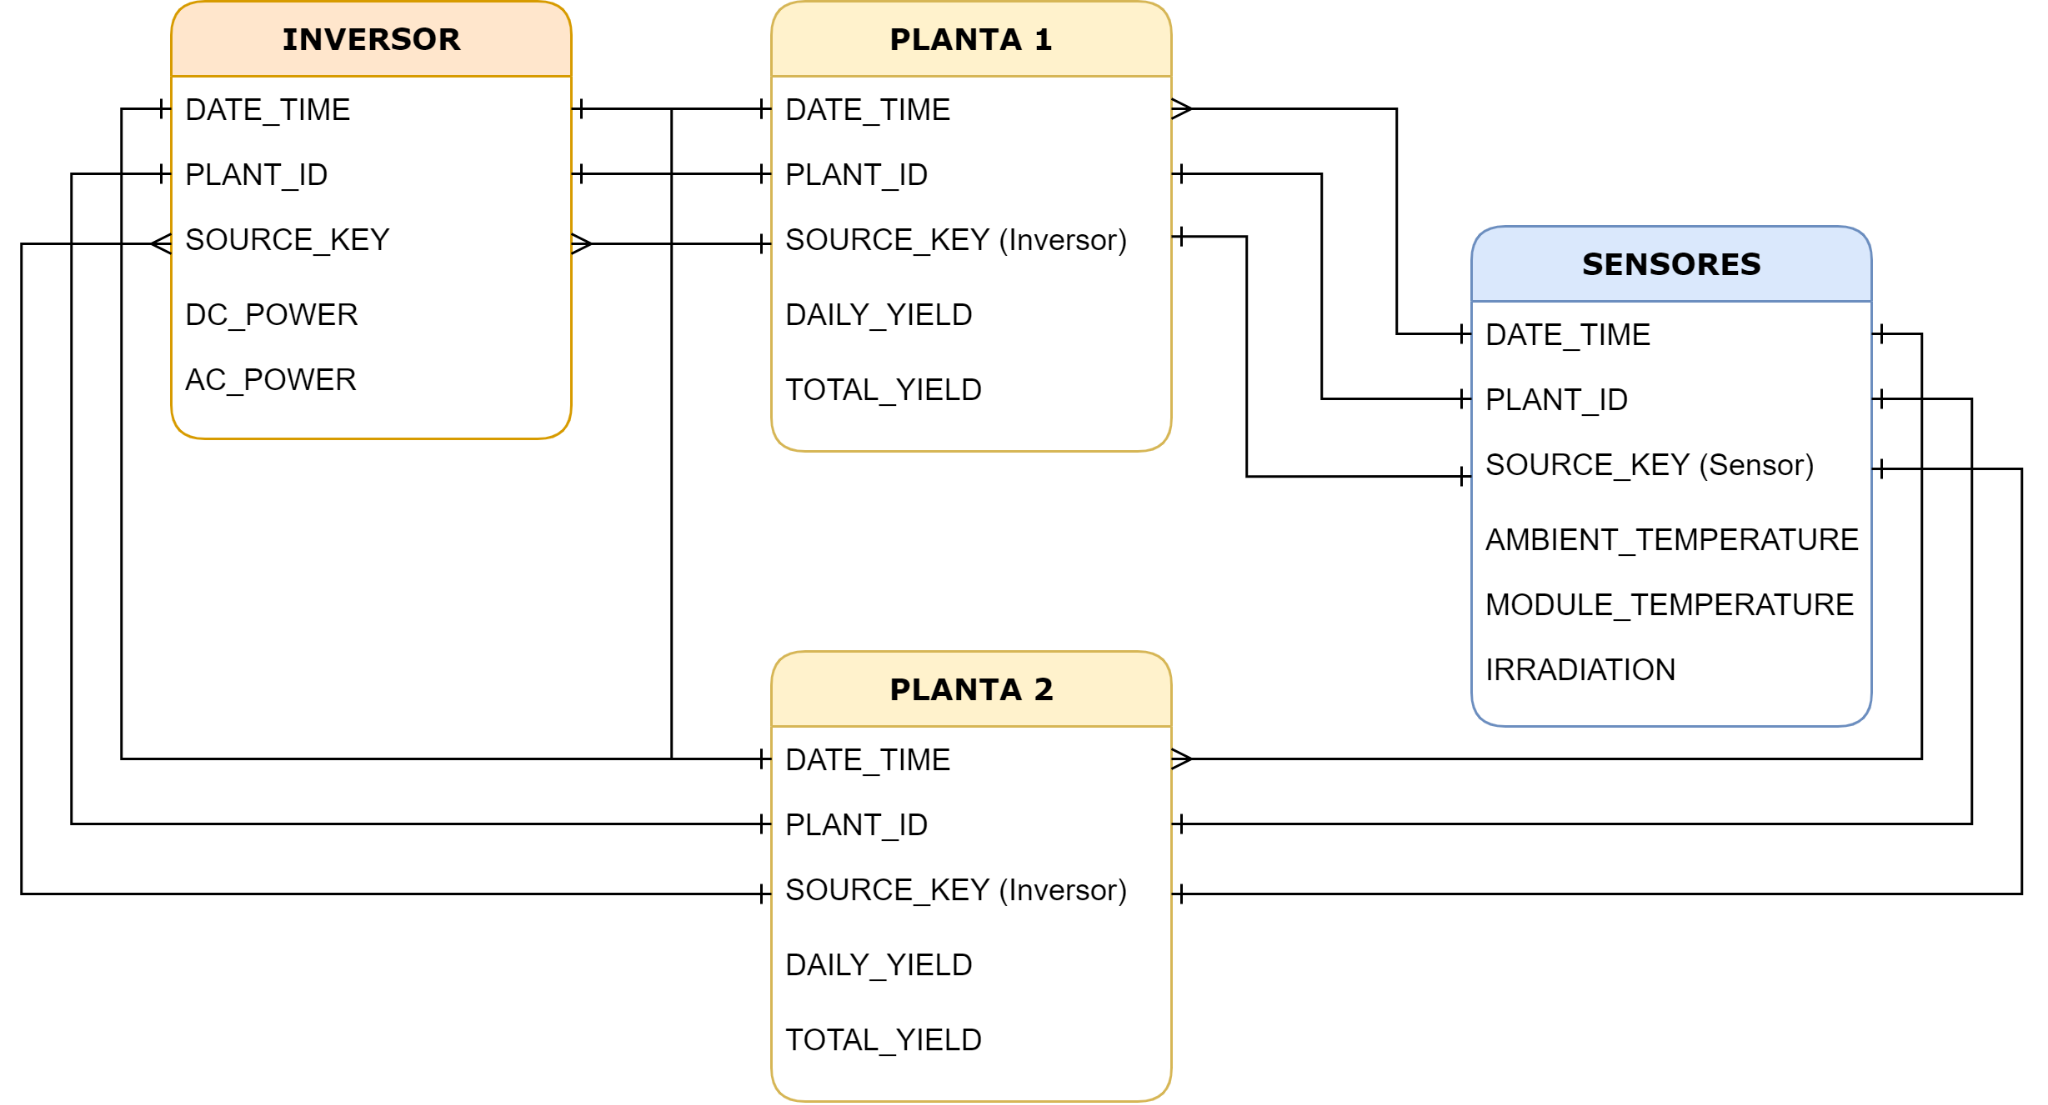 INVERSOR
DATE_TIME
PLANT_ID
SOURCE_KEY
DC_POWER
AC_POWER
PLANTA 1
DATE_TIME
PLANT_ID
SOURCE_KEY (Inversor)
DAILY_YIELD
TOTAL_YIELD
SENSORES
DATE_TIME
PLANT_ID
SOURCE_KEY (Sensor)
AMBIENT_TEMPERATURE
MODULE_TEMPERATURE
IRRADIATION
PLANTA 2
DATE_TIME
PLANT_ID
SOURCE_KEY (Inversor)
DAILY_YIELD
TOTAL_YIELD